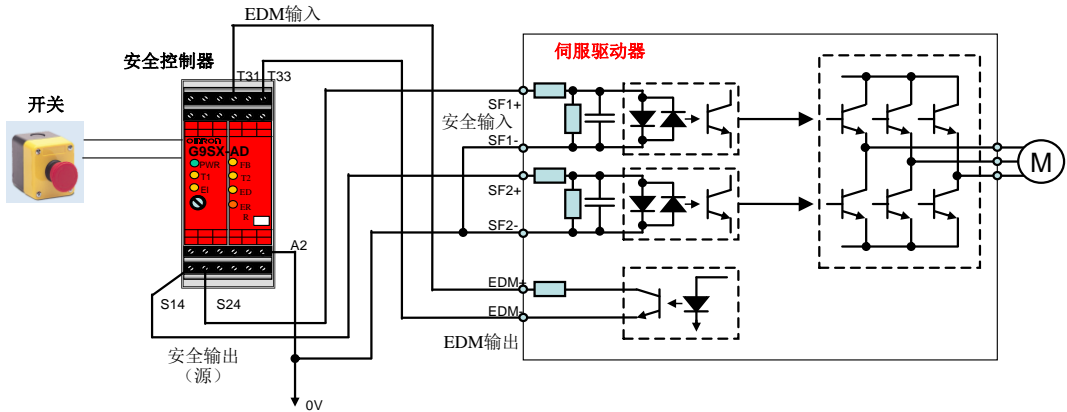 EDM输入
伺服驱动器
安全控制器
T31 T33
开关
SF1+
安全输入
SF1-
OMRON
G9SX-AD
PWR
FB
T1
T2
EI
ED
ER
R
SF2+
SF2-
A2
S14
S24
EDM+
EDM-
EDM输出
安全输出
（源）
0V
M